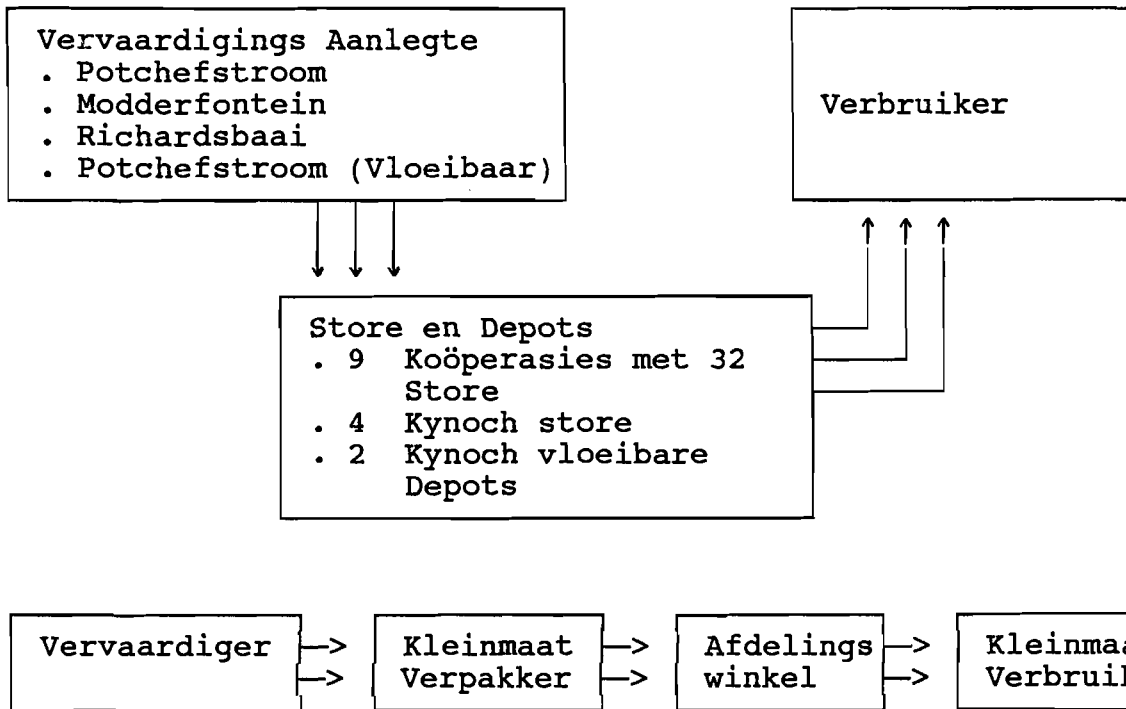 Vervaardigings Aanlegte
. Potchefstroom
. Modderfontein
. Richardsbaai
. Potchefstroom (Vloeibaar)
Verbruiker
Store en Depots
. 9 Koöperasies met 32
Store
. 4 Kynoch store
. 2 Kynoch vloeibare
Depots
Vervaardiger
Kleinmaat
Verpakker
Afdelings
winkel